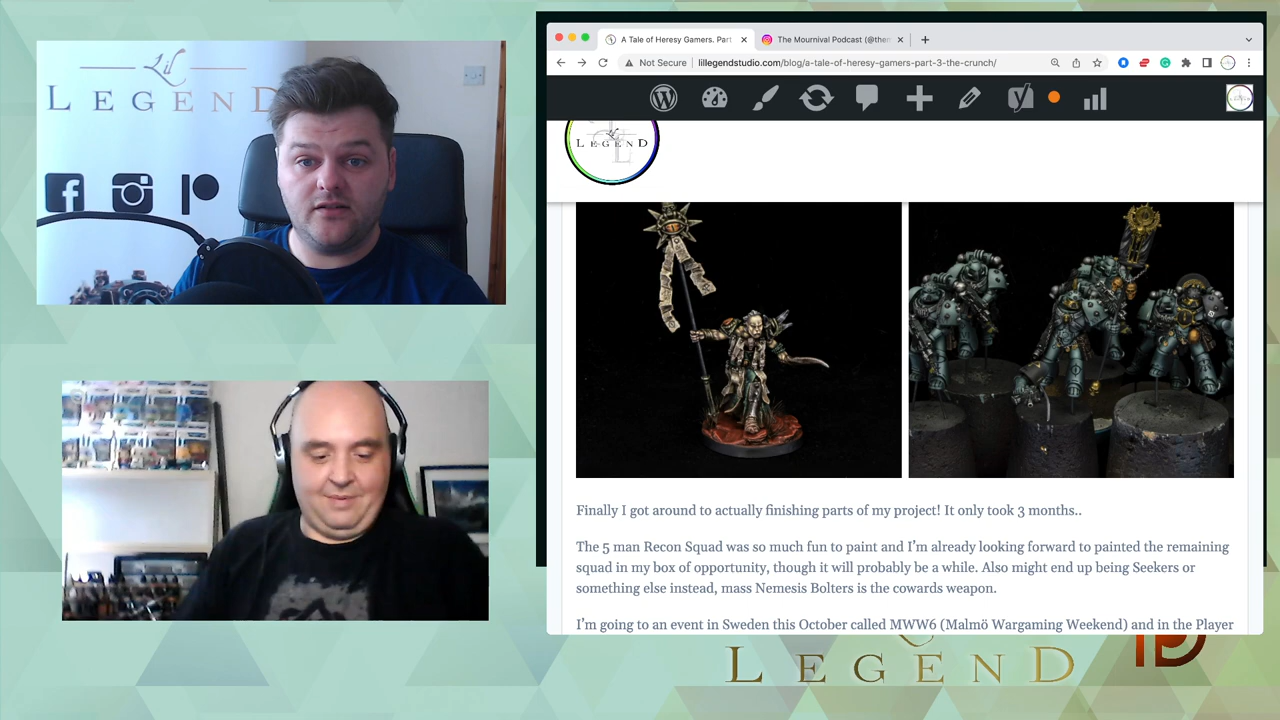 Lil
LEGEND
A Tale of Heresy Gamers. Part
The Mournival Podcast (@then
Not Secure
lillegendstudio.com/blog/a-tale-of-heresy-gamers-part-3-the-crunch/
LEGEND
Finally I got around to actually finishing parts of my project! It only took 3 months..
The 5 man Recon Squad was so much fun to paint and I'm already looking forward to painted the remaining
squad in my box of opportunity, though it will probably be a while. Also might end up being Seekers or
something else instead, mass Nemesis Bolters is the cowards weapon.
I'm going to an event in Sweden this October called MWW6 (Malmö Wargaming Weekend) and in the Player
LEGEND